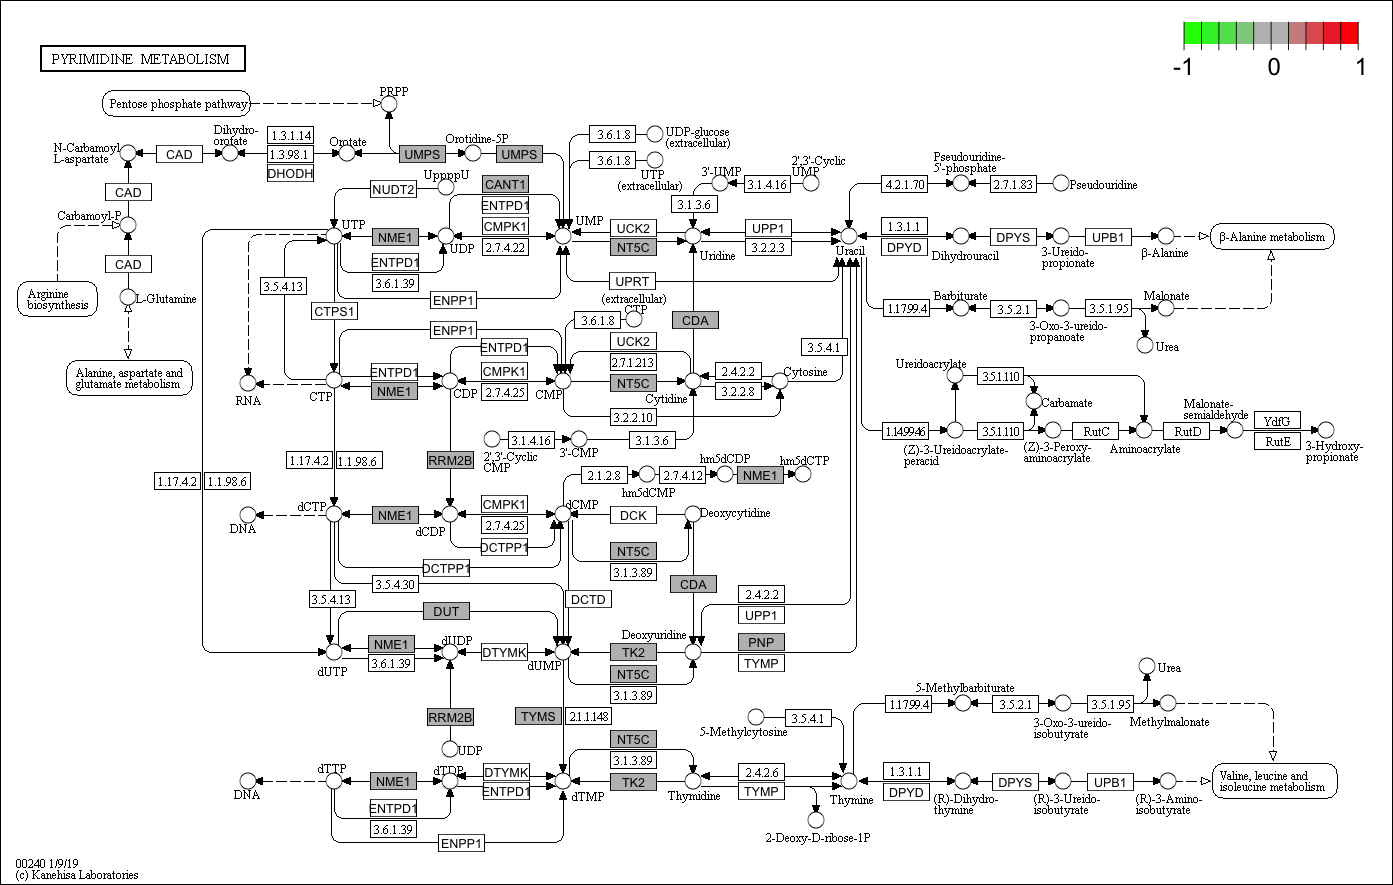 -1 0 1
PYRIMIDINE METABOLISM
Pentose phosphate pathway
PRPP
N-Carbamoyl
L-aspartate
CAD
Dihydro-
orotate
1.3.1.14
1.3.98.1
DHODH
Orotate
UMPS
Orotidine-5P
UMPS
3.6.1.8
UDP-glucose
(extracellular)
3.6.1.8
UTP
(extracellular)
3'-UMP
3.1.4.16
2',3'-Cyclic
UMP
3.1.3.6
Pseudouridine-
5'-phosphate
4.2.1.70
2.7.1.83
Pseudouridine
CAD
Carbamoyl-P
CAD
Arginine
biosynthesis
L-Glutamine
Alanine, aspartate and
glutamate metabolism
NUDT2
UppppU
CANT1
ENTPD1
CMPK1
2.7.4.22
UTP
NME1
UDP
ENTPD1
3.6.1.39
ENPP1
UMP
UCK2
NT5C
Uridine
UPP1
3.2.2.3
UPRT
Uracil
1.3.1.1
DPYD
Dihydrouracil
DPYS
3-Ureido-
propionate
UPB1
β-Alanine
β-Alanine metabolism
3.5.4.13
CTPS1
ENPP1
(extracellular)
CTP
3.6.1.8
CDA
1.17.99.4
Barbiturate
3.5.2.1
3-Oxo-3-ureido-
propanoate
3.5.1.95
Malonate
Urea
RNA
CTP
ENTPD1
NME1
CDP
ENTPD1
CMPK1
2.7.4.25
CMP
UCK2
2.7.1.213
NT5C
Cytidine
2.4.2.2
3.2.2.8
Cytosine
3.5.4.1
3.2.2.10
Ureidoacrylate
3.5.1.110
Carbamate
1.14.99.46
(Z)-3-Ureidoacrylate-
peracid
3.5.1.110
(Z)-3-Peroxy-
aminoacrylate
RutC
Aminoacrylate
RutD
Malonate-
semialdehyde
YdfG
RutE
3-Hydroxy-
propionate
2',3'-Cyclic
CMP
3.1.4.16
3'-CMP
3.1.3.6
1.17.4.2
1.1.98.6
1.17.4.2
1.1.98.6
RRM2B
2.1.2.8
hm5dCMP
2.7.4.12
hm5dCDP
NME1
hm5dCTP
DNA
dCTP
NME1
dCDP
CMPK1
2.7.4.25
DCTPP1
dCMP
DCK
Deoxycytidine
NT5C
3.1.3.89
DCTPP1
3.5.4.30
3.5.4.13
DCTD
CDA
2.4.2.2
UPP1
DUT
Deoxyuridine
dUTP
NME1
3.6.1.39
dUDP
DTYMK
dUMP
TK2
NT5C
3.1.3.89
PNP
TYMP
RRM2B
UDP
TYMS
2.1.1.148
5-Methylcytosine
3.5.4.1
1.17.99.4
5-Methylbarbiturate
3.5.2.1
3-Oxo-3-ureido-
isobutyrate
3.5.1.95
Urea
Methylmalonate
DNA
dTTP
NME1
dTDP
ENTPD1
3.6.1.39
ENPP1
DTYMK
ENTPD1
dTMP
NT5C
3.1.3.89
TK2
Thymidine
2.4.2.6
TYMP
2-Deoxy-D-ribose-1P
Thymine
1.3.1.1
DPYD
(R)-Dihydro-
thymine
DPYS
(R)-3-Ureido-
isobutyrate
UPB1
(R)-3-Amino-
isobutyrate
Valine, leucine and
isoleucine metabolism
00240 1/9/19
(c) Kanehisa Laboratories